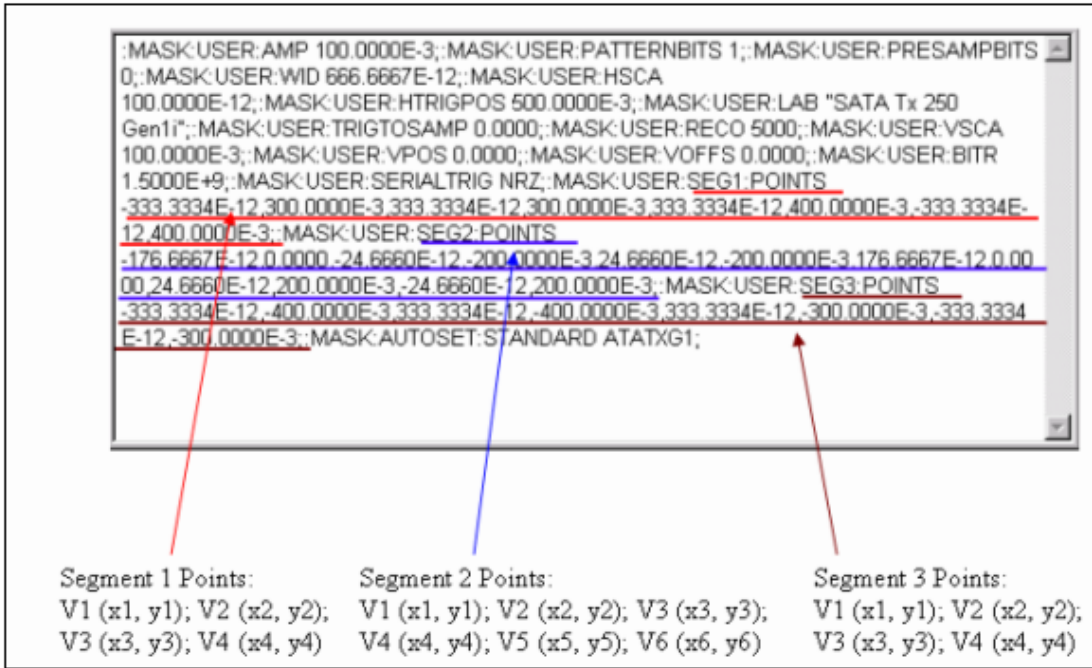 :MASK:USER:AMP 100.0000E-3;:MASK:USER:PATTERNBITS 1;:MASK:USER:PRESAMPBITS
0;:MASK:USER:WID 666.6667E-12;:MASK:USER:HSCA
100.0000E-12;:MASK:USER:HTRIGPOS 500.0000E-3;:MASK:USER:LAB "SATA Tx 250
Gen1i";:MASK:USER:TRIGTOSAMP 0.0000;:MASK:USER:RECO 5000;:MASK:USER:VSCA
100.0000E-3;:MASK:USER:VPOS 0.0000;:MASK:USER:VOFFS 0.0000;:MASK:USER:BITR
1.5000E+9;:MASK:USER:SERIALTRIG NRZ;:MASK:USER:SEG1:POINTS
-333.3334E-12,300.0000E-3,333.3334E-12,300.0000E-3,333.3334E-12,400.0000E-3,-333.3334E-
12,400.0000E-3;:MASK:USER:SEG2:POINTS
-176.6667E-12,0.0000,-24.6660E-12,-200.0000E-3,24.6660E-12,-200.0000E-3,176.6667E-12,0.00
00,24.6660E-12,200.0000E-3,-24.6660E-12,200.0000E-3;:MASK:USER:SEG3:POINTS
-333.3334E-12,-400.0000E-3,333.3334E-12,-400.0000E-3,333.3334E-12,-300.0000E-3,-333.3334
E-12,-300.0000E-3;:MASK:AUTOSET:STANDARD ATATXG1;
Segment 1 Points:
V1 (x1, y1); V2 (x2, y2);
V3 (x3, y3); V4 (x4, y4)
Segment 2 Points:
V1 (x1, y1); V2 (x2, y2); V3 (x3, y3);
V4 (x4, y4); V5 (x5, y5); V6 (x6, y6)
Segment 3 Points:
V1 (x1, y1); V2 (x2, y2);
V3 (x3, y3); V4 (x4, y4)